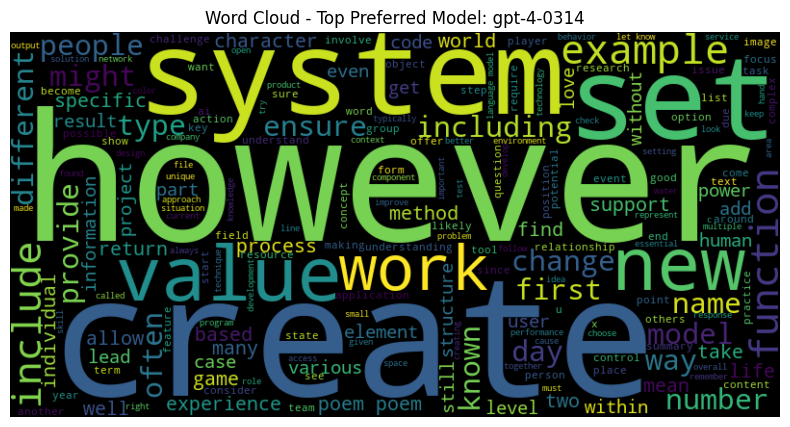 Word Cloud - Top Preferred Model: gpt-4-0314
output
people
challenge
involve
character
code
world
player
behavior
let know
service
image
solution
network
open
example
focus
might
become
want
object
system
language model
steps
require
technology
love
research
issue
task
set
color
ai
even
get
try
product
sure
specific
action
word
list
due
complex
different
result
type
ensure
including
without
option
check
keep
hand
possible
show
key
company
group
offer
better
look
design
understand
context
environment
question
however
file
unique
form
component
important
event
good
setting
area
made
found
approach
situation
part
project
knowledge
concept
improve
test
position
potential
text
come
power
around
add
current
method
likely
find
support
represent
human
include
provide
information
return
field
line
problem
process
making
understanding
tool
relationship
end
multiple
essential
always
technique
start
resource
development
value
work
since
follow
idea
change
new
function
individual
called
skill
application
structure
first
point
practice
allow
feature
program
state
small
element
create
user
u
x
others
response
name
often
based
access
given
performance
cause
choose
summary
model
lead
case
many
various
space
still
known
creating
day
control
way
take
term
game
role
see
together
person
place
overall
remember
life
year
consider
must
mean
content
another
well
right
experience
team
poem poem
level
two
within
number